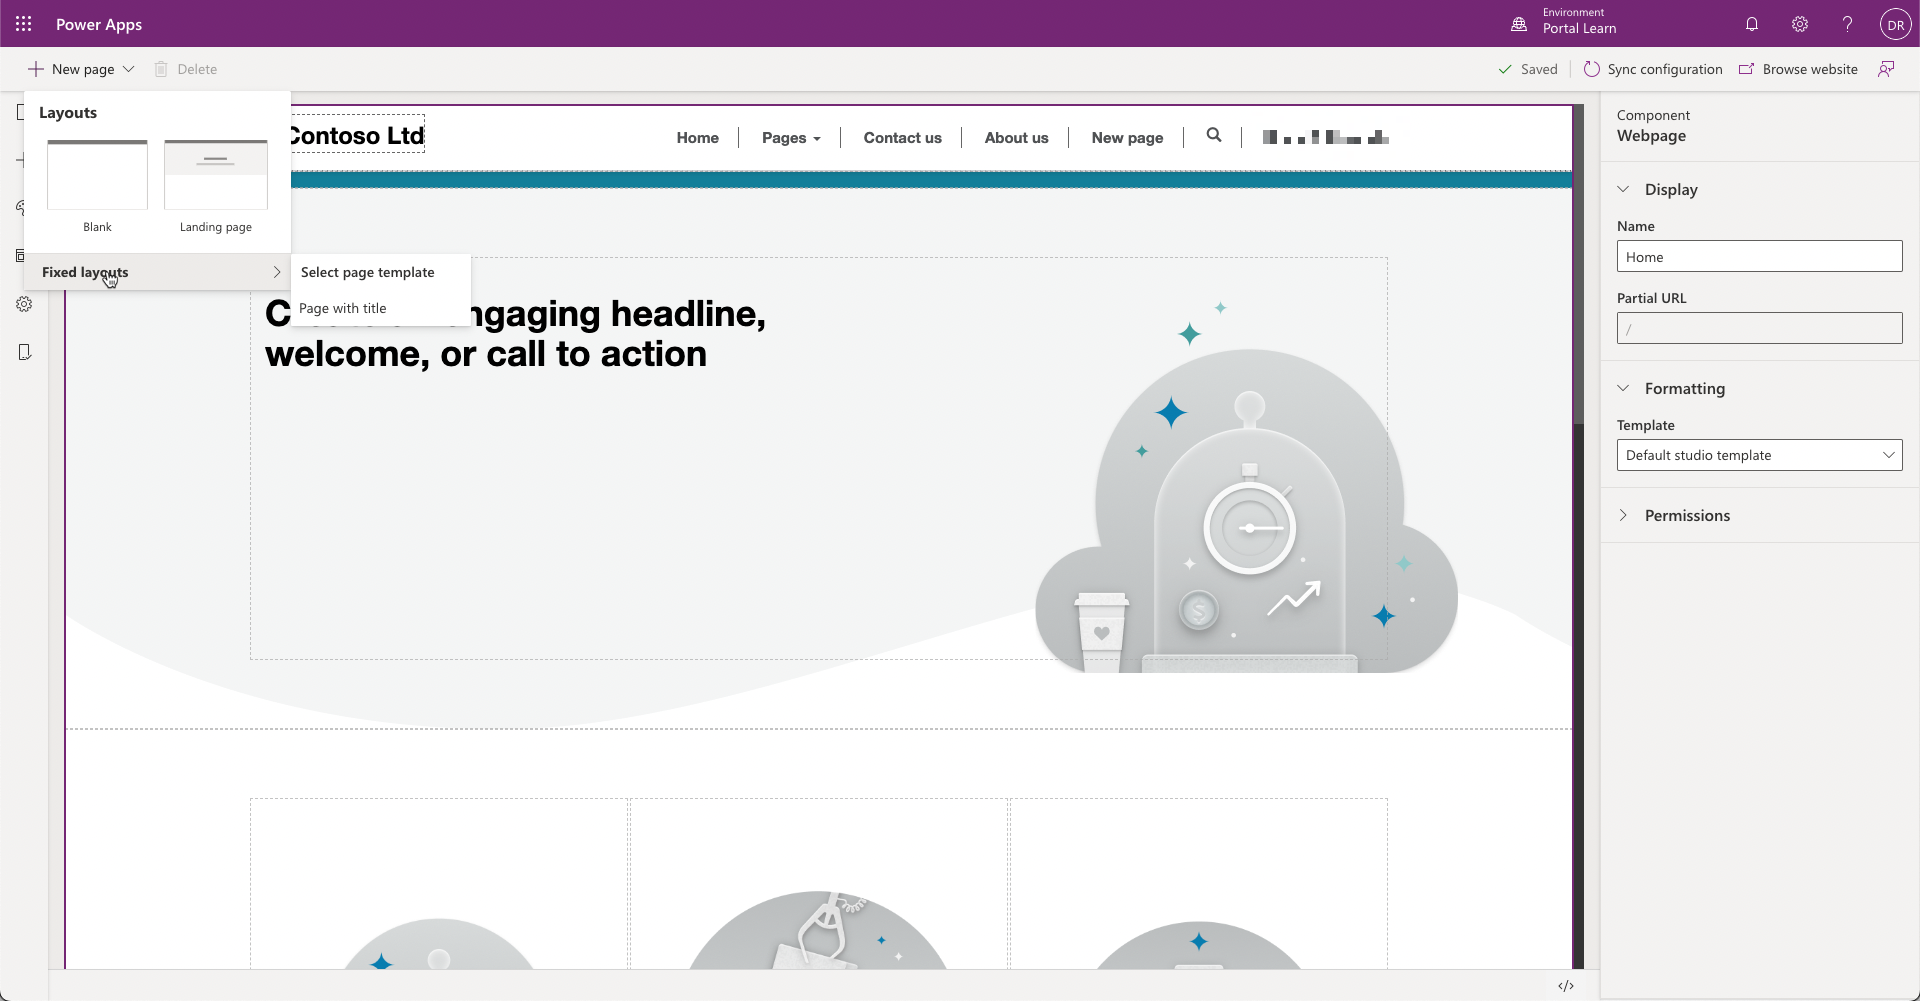 Power Apps
Environment
Portal Learn
?
DR
New page
Delete
Saved
Sync configuration
Browse website
Layouts
Blank
Landing page
Fixed layouts
Select page template
Page with title
Contoso Ltd
Home
Pages
Contact us
About us
New page
ngaging headline,
welcome, or call to action
$
Component
Webpage
Display
Name
Home
Partial URL
/
Formatting
Template
Default studio template
Permissions
</>